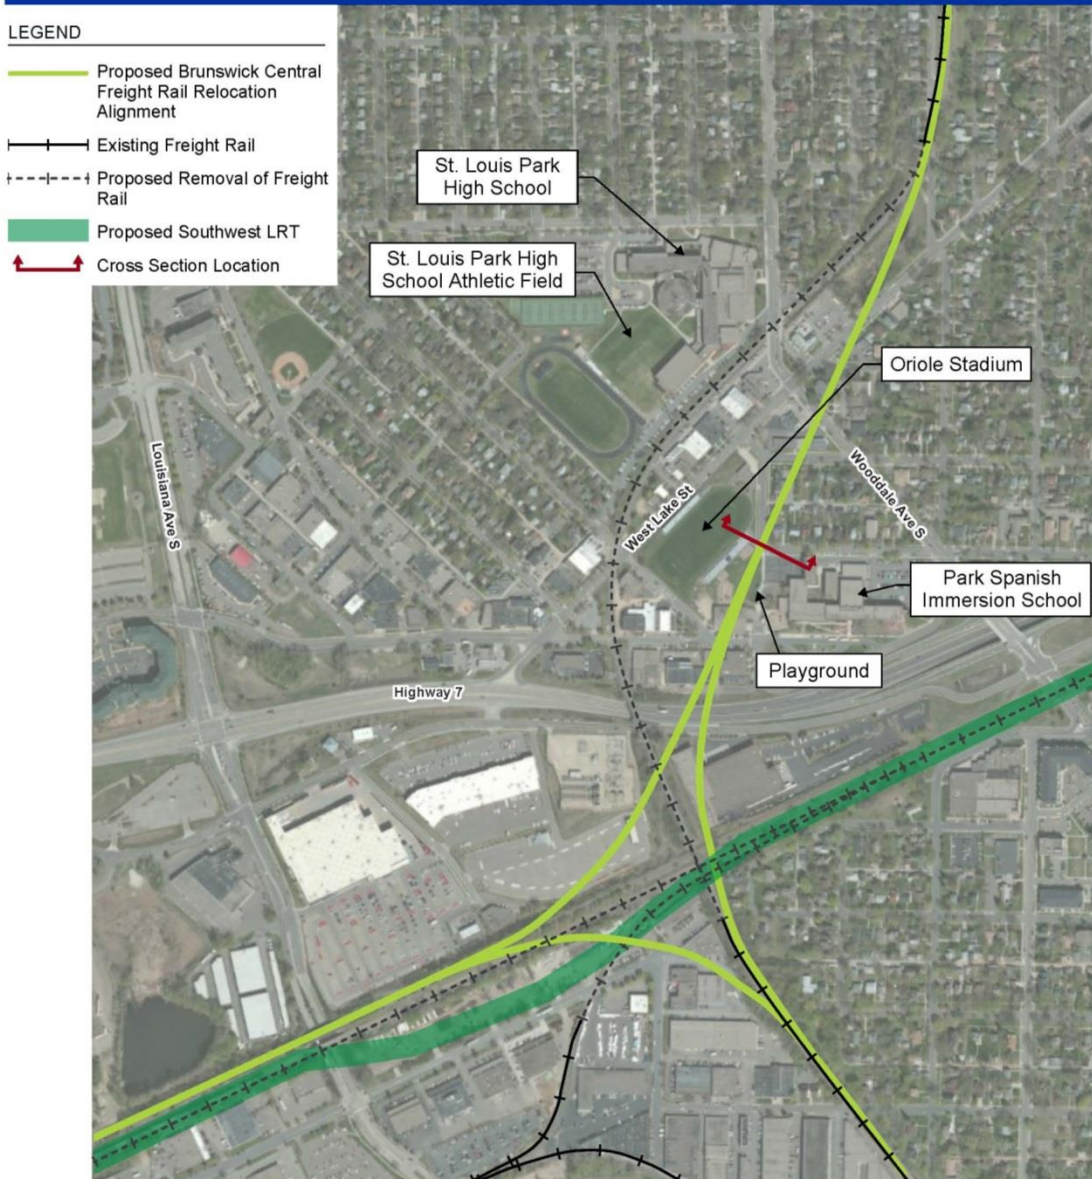 LEGEND
Proposed Brunswick Central
Freight Rail Relocation
Alignment
Existing Freight Rail
Proposed Removal of Freight
Rail
Proposed Southwest LRT
Cross Section Location
St. Louis Park
High School
St. Louis Park High
School Athletic Field
Oriole Stadium
Louisiana Ave S
West Lake St
Wooddale Ave S
Park Spanish
Immersion School
Playground
Highway 7